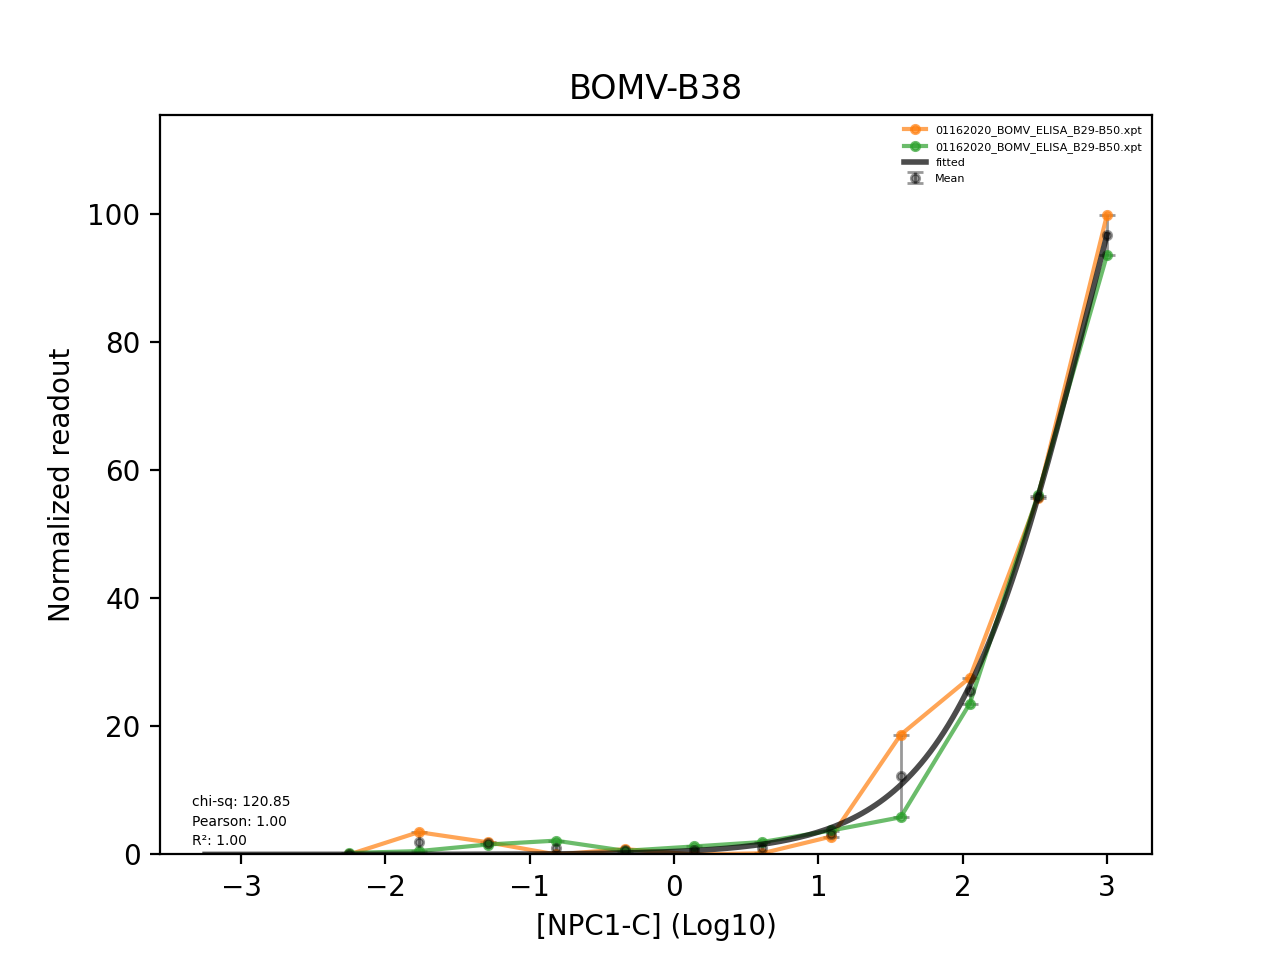 BOMV-B38
01162020_BOMV_ELISA_B29-B50.xpt
01162020_BOMV_ELISA_B29-B50.xpt
fitted
Mean
Normalized readout
100
80
60
40
20
0
chi-sq: 120.85
Pearson: 1.00
R²: 1.00
−3 −2 −1 0 1 2 3
[NPC1-C] (Log10)